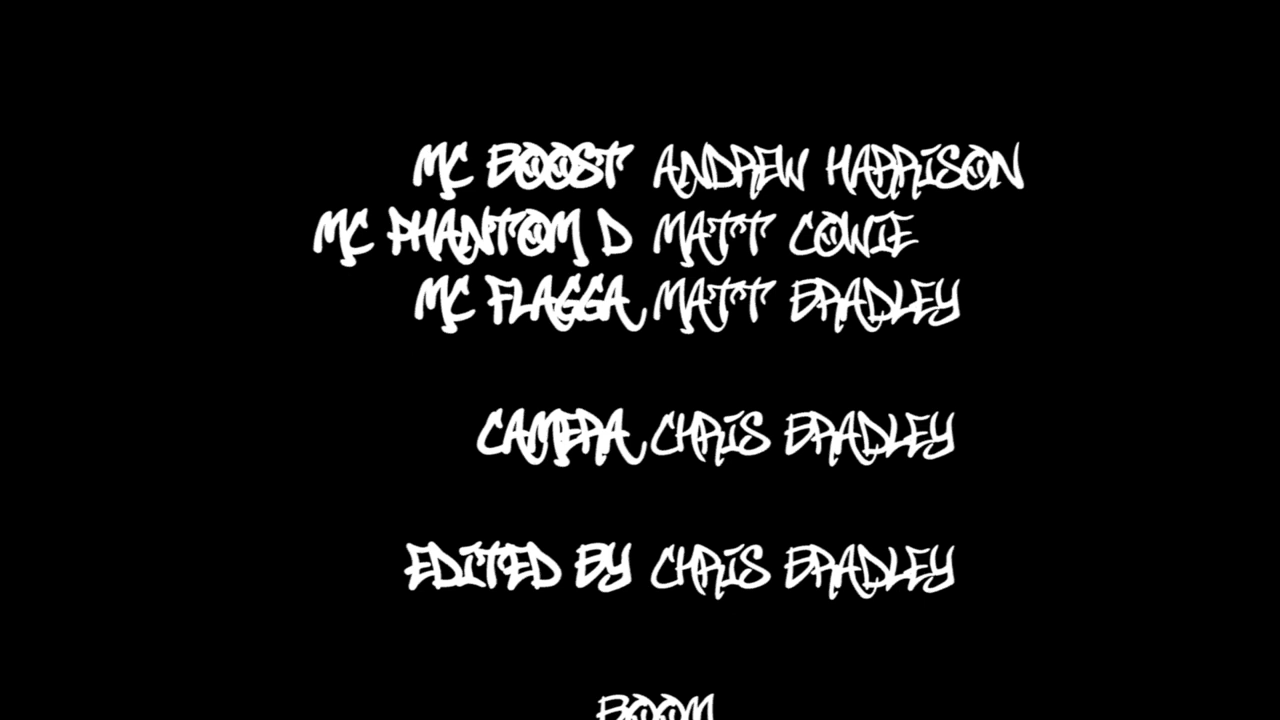 MC BOOST ANDREW HARRISON
MC PHANTOM D MATT COWIE
MC FLAGGA MATT BRADLEY
CAMERA CHRIS BRADLEY
EDITED BY CHRIS BRADLEY
BOOM